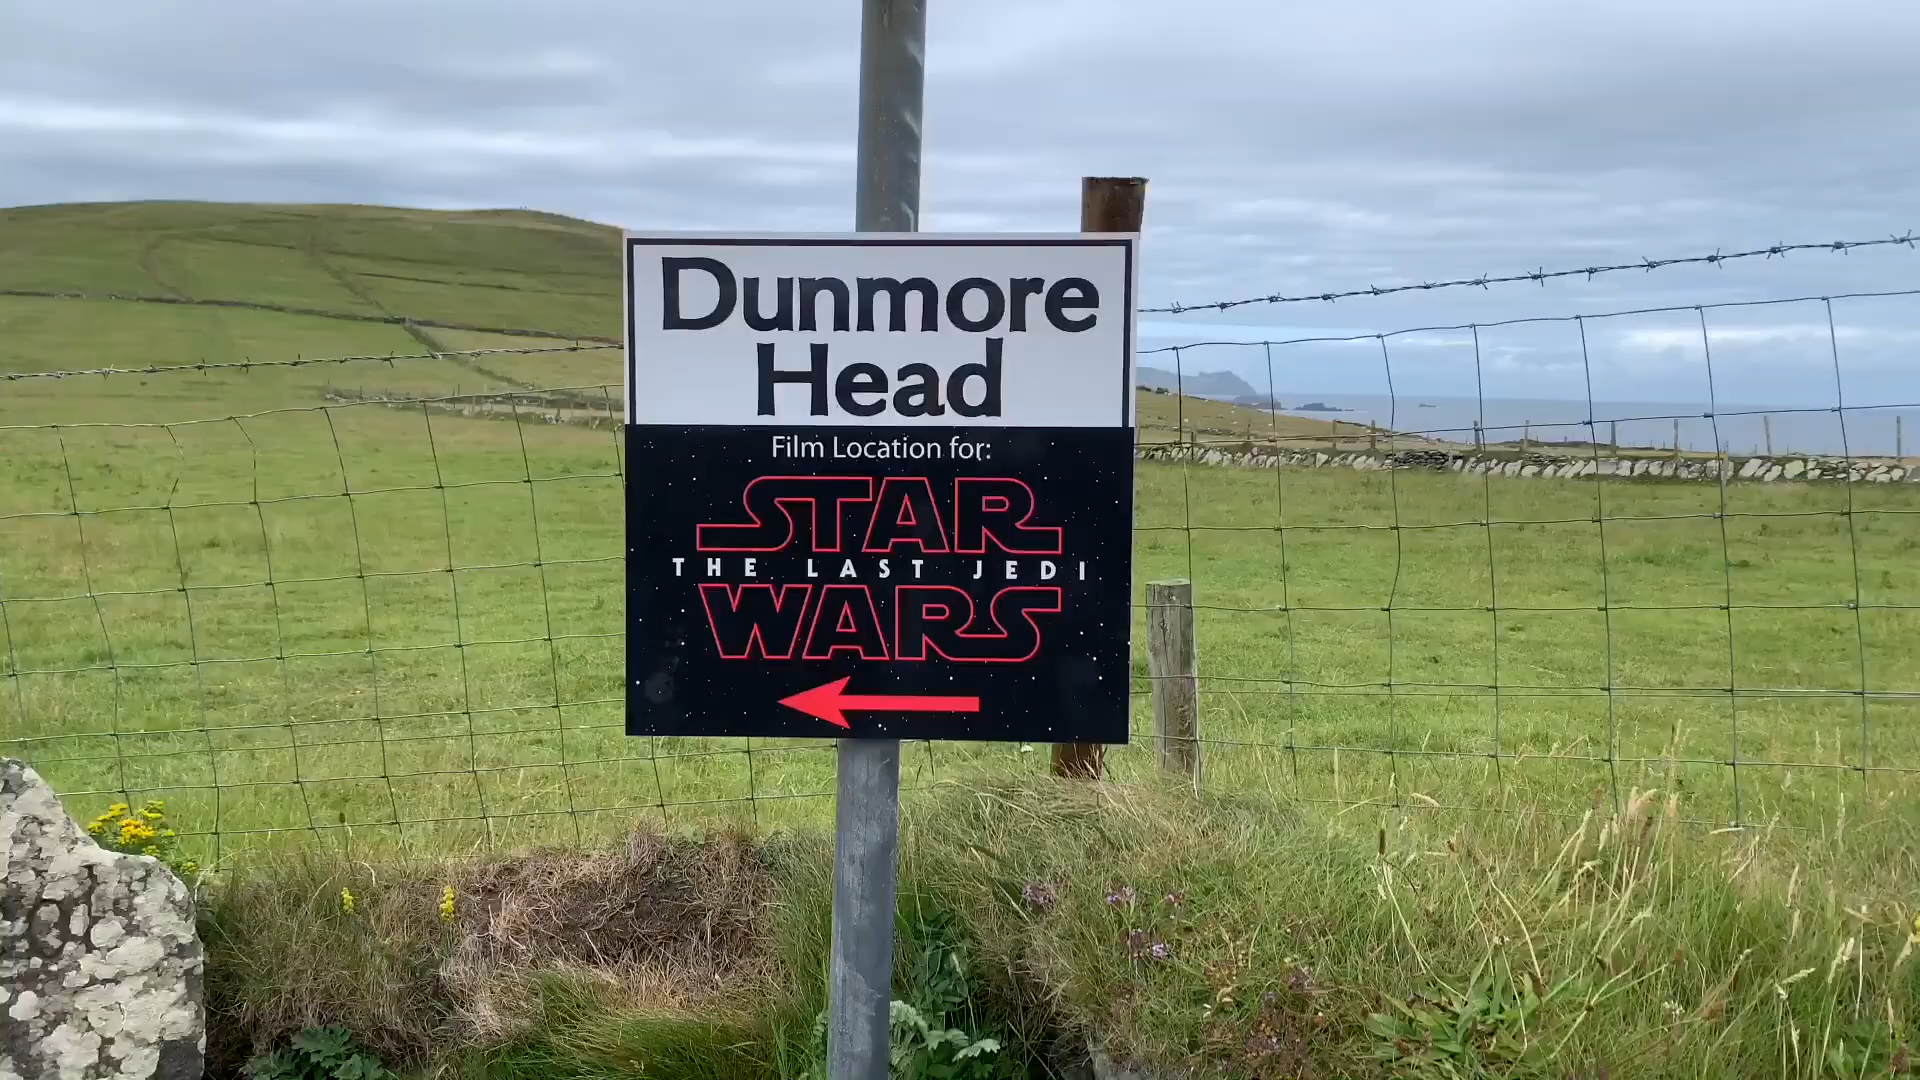 Dunmore
Head
Film Location for:
STAR
THE LAST JEDI
WARS